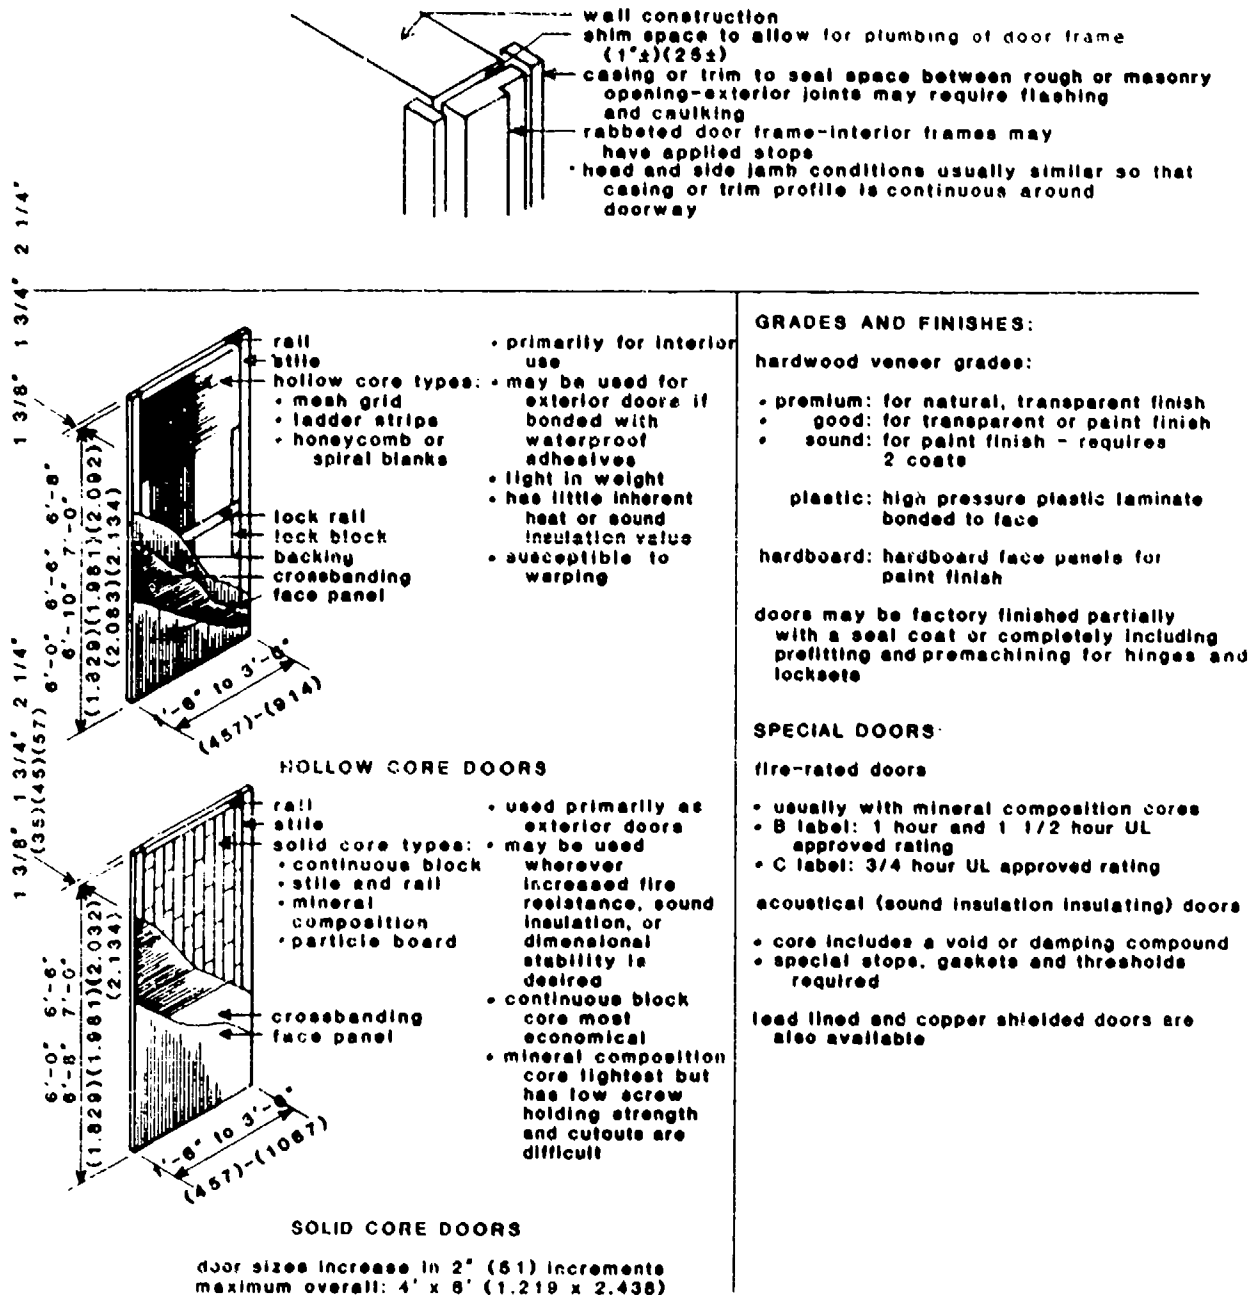 wall construction
shim space to allow for plumbing of door frame
(1"±)(25±)
casing or trim to seal space between rough or masonry
opening-exterior joints may require flashing
and caulking
rabbeted door frame-interior frames may
have applied stops
• head and side jamb conditions usually similar so that
casing or trim profile is continuous around
doorway
1 3/8" 1 3/4" 2 1/4"
rail
stile
hollow core types:
• mesh grid
• ladder strips
• honeycomb or
spiral blanks
lock rail
lock block
backing
crossbanding
face panel
• primarily for interior
use
• may be used for
exterior doors if
bonded with
waterproof
adhesives
• light in weight
• has little inherent
heat or sound
insulation value
• susceptible to
warping
6'-0" 6'-6" 6'-8"
6'-10" 7'-0"
(1.829)(1.981)(2.092)
(2.083)(2.134)
1'-6" to 3'-0"
(457)-(914)
HOLLOW CORE DOORS
1 3/8" 1 3/4" 2 1/4"
(35)(45)(57)
rail
stile
solid core types:
• continuous block
• stile and rail
• mineral
composition
• particle board
crossbanding
face panel
• used primarily as
exterior doors
• may be used
wherever
increased fire
resistance, sound
insulation, or
dimensional
stability is
desired
• continuous block
core most
economical
• mineral composition
core lightest but
has low screw
holding strength
and cutouts are
difficult
6'-0" 6'-6"
6'-8" 7'-0"
(1.829)(1.981)(2.032)
(2.134)
1'-6" to
(457)-(1067)
SOLID CORE DOORS
door sizes increase in 2" (51) increments
maximum overall: 4' x 8' (1.219 x 2.438)
GRADES AND FINISHES:
hardwood veneer grades:
• premium: for natural, transparent finish
• good: for transparent or paint finish
• sound: for paint finish - requires
2 coats
plastic: high pressure plastic laminate
bonded to face
hardboard: hardboard face panels for
paint finish
doors may be factory finished partially
with a seal coat or completely including
prefitting and premachining for hinges and
locksets
SPECIAL DOORS:
fire-rated doors
• usually with mineral composition cores
• B label: 1 hour and 1 1/2 hour UL
approved rating
• C label: 3/4 hour UL approved rating
acoustical (sound insulation insulating) doors
• core includes a void or damping compound
• special stops, gaskets and thresholds
required
lead lined and copper shielded doors are
also available